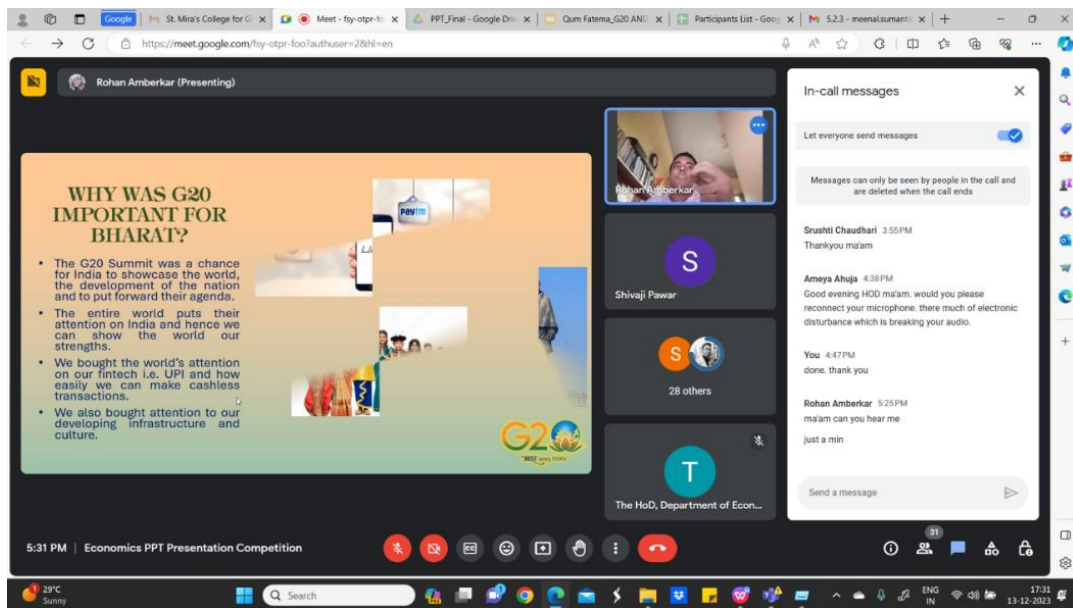 Google
St. Mira's College for Gi
Meet - fsy-otpr-fo
PPT_Final - Google Driv
Qum Fatema_G20 AND
Participants List - Goog
5.2.3 - meenal.sumant
https://meet.google.com/fsy-otpr-foo?authuser=2&hl=en
Rohan Amberkar (Presenting)
WHY WAS G20
IMPORTANT FOR
BHARAT?
• The G20 Summit was a chance
for India to showcase the world,
the development of the nation
and to put forward their agenda.
• The entire world puts their
attention on India and hence we
can show the world our
strengths.
• We bought the world's attention
on our fintech i.e. UPI and how
easily we can make cashless
transactions.
• We also bought attention to our
developing infrastructure and
culture.
Paytm
G20
Rohan Amberkar
S
Shivaji Pawar
S
28 others
T
The HoD, Department of Econ...
In-call messages
Let everyone send messages
Messages can only be seen by people in the call and
are deleted when the call ends
Srushti Chaudhari 3:55 PM
Thankyou ma'am
Ameya Ahuja 4:38 PM
Good evening HOD ma'am. would you please
reconnect your microphone. there much of electronic
disturbance which is breaking your audio.
You 4:47 PM
done. thank you
Rohan Amberkar 5:25 PM
ma'am can you hear me
just a min
Send a message
5:31 PM | Economics PPT Presentation Competition
31
29°C
Sunny
Search
ENG
IN
17:31
13-12-2023